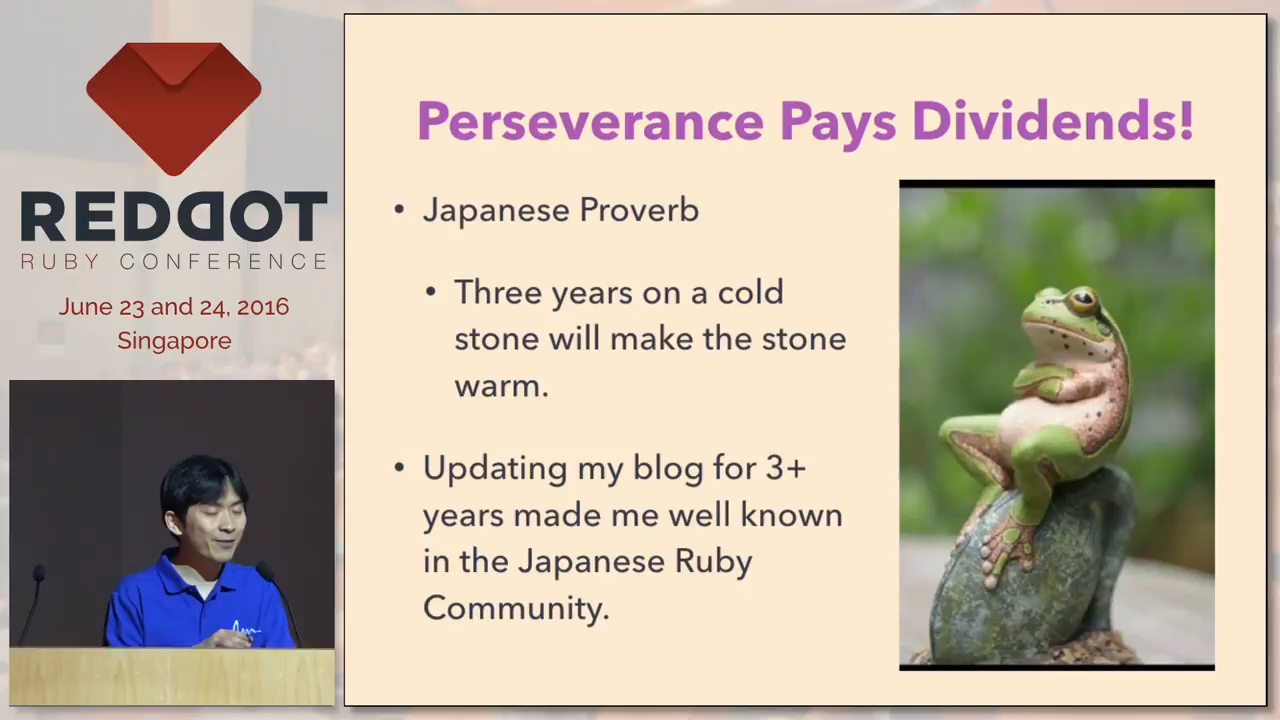 REDDOT
RUBY CONFERENCE
June 23 and 24, 2016
Singapore
Perseverance Pays Dividends!
• Japanese Proverb
• Three years on a cold
stone will make the stone
warm.
• Updating my blog for 3+
years made me well known
in the Japanese Ruby
Community.